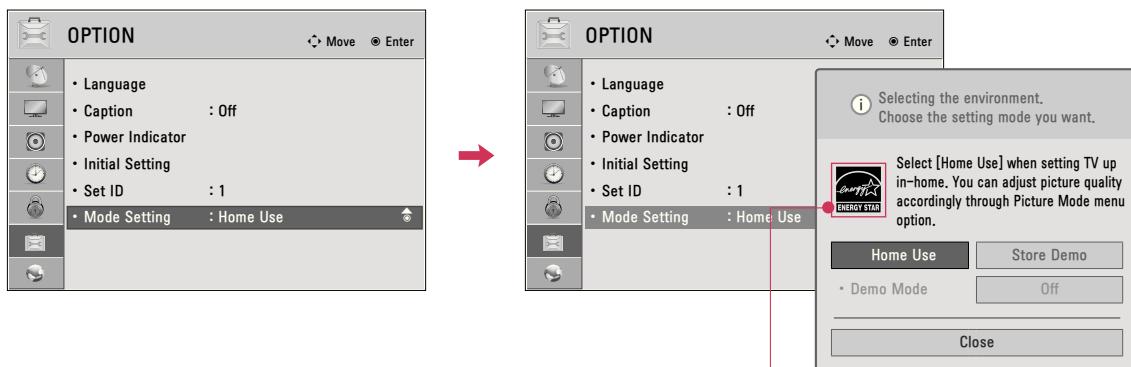 OPTION
Move Enter
• Language
• Caption : Off
• Power Indicator
• Initial Setting
• Set ID : 1
• Mode Setting : Home Use
OPTION
Move Enter
• Language
• Caption : Off
• Power Indicator
• Initial Setting
• Set ID : 1
• Mode Setting : Home Use
i
Selecting the environment.
Choose the setting mode you want.
energy
ENERGY STAR
Select [Home Use] when setting TV up
in-home. You can adjust picture quality
accordingly through Picture Mode menu
option.
Home Use Store Demo
• Demo Mode Off
Close